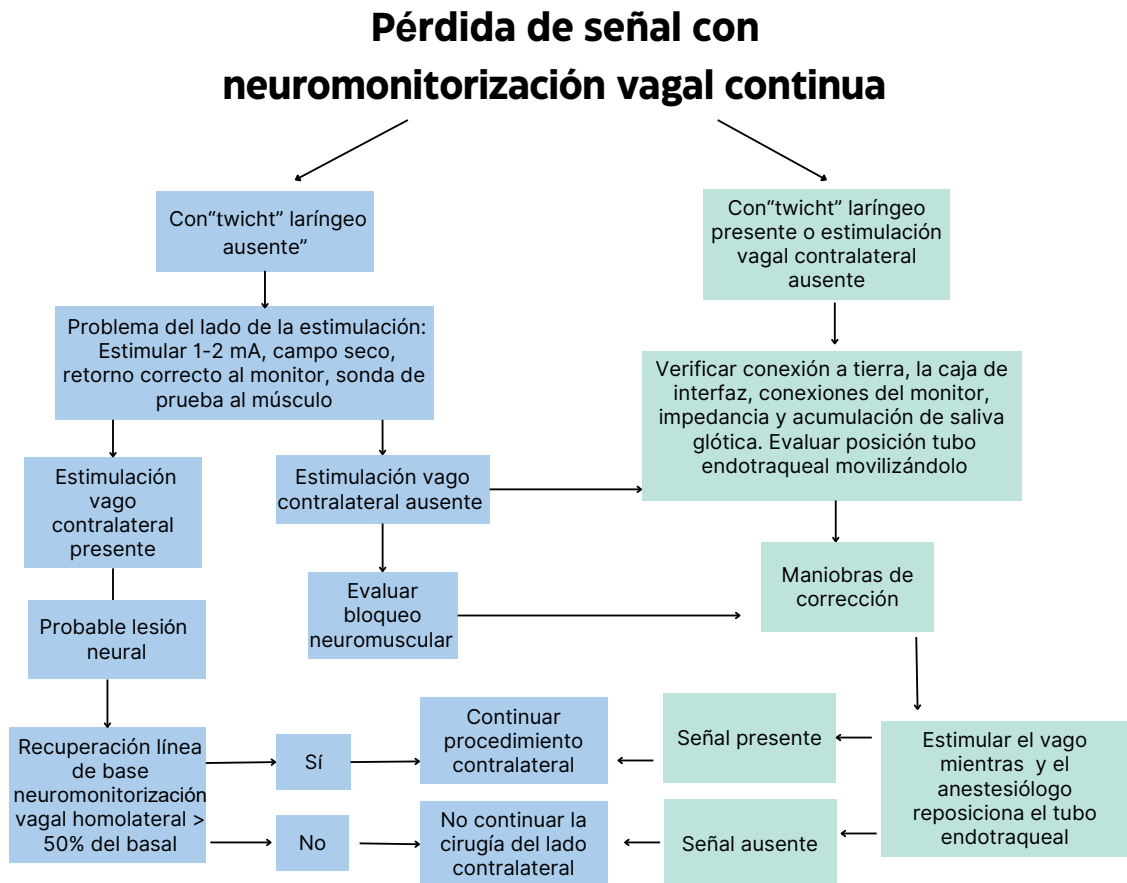 Pérdida de señal con
neuromonitorización vagal continua
Con“twicht” laríngeo
ausente”
Con“twicht” laríngeo
presente o estimulación
vagal contralateral
ausente
Problema del lado de la estimulación:
Estimular 1-2 mA, campo seco,
retorno correcto al monitor, sonda de
prueba al músculo
Verificar conexión a tierra, la caja de
interfaz, conexiones del monitor,
impedancia y acumulación de saliva
glótica. Evaluar posición tubo
endotraqueal movilizándolo
Estimulación
vago
contralateral
presente
Estimulación vago
contralateral ausente
Evaluar
bloqueo
neuromuscular
Maniobras de
corrección
Probable lesión
neural
Recuperación línea
de base
neuromonitorización
vagal homolateral >
50% del basal
Sí
No
Continuar
procedimiento
contralateral
No continuar la
cirugía del lado
contralateral
Señal presente
Señal ausente
Estimular el vago
mientras y el
anestesiólogo
reposiciona el tubo
endotraqueal